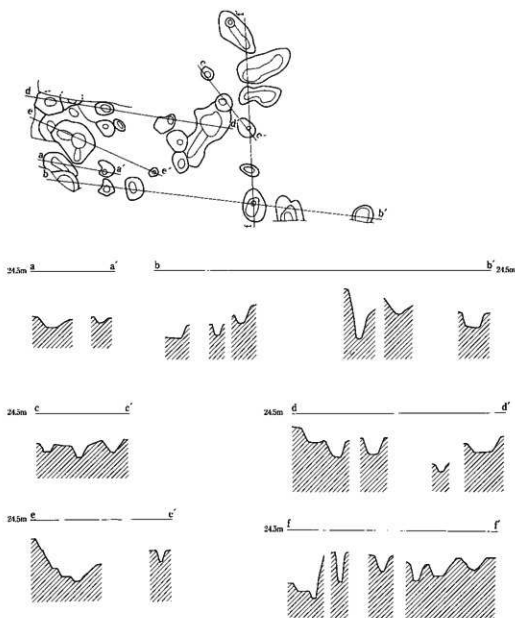 c
d
d'
c'
e
a
a'
e'
b
b'
24.5m a a' b b' 24.5m
24.5m c c' 24.5m d d'
24.5m e c'
24.5m f f'